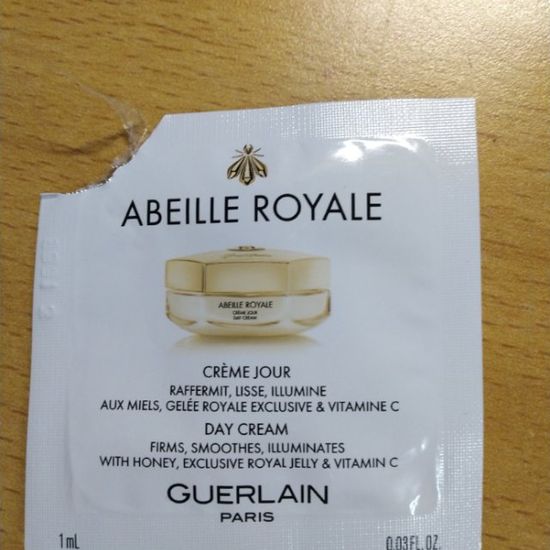 ABEILLE ROYALE
ABEILLE ROYALE
CRÈME JOUR
DAY CREAM
CRÈME JOUR
RAFFERMIT, LISSE, ILLUMINE
AUX MIELS, GELÉE ROYALE EXCLUSIVE & VITAMINE C
DAY CREAM
FIRMS, SMOOTHES, ILLUMINATES
WITH HONEY, EXCLUSIVE ROYAL JELLY & VITAMIN C
GUERLAIN
PARIS
1 mL 0.03 FL. OZ.